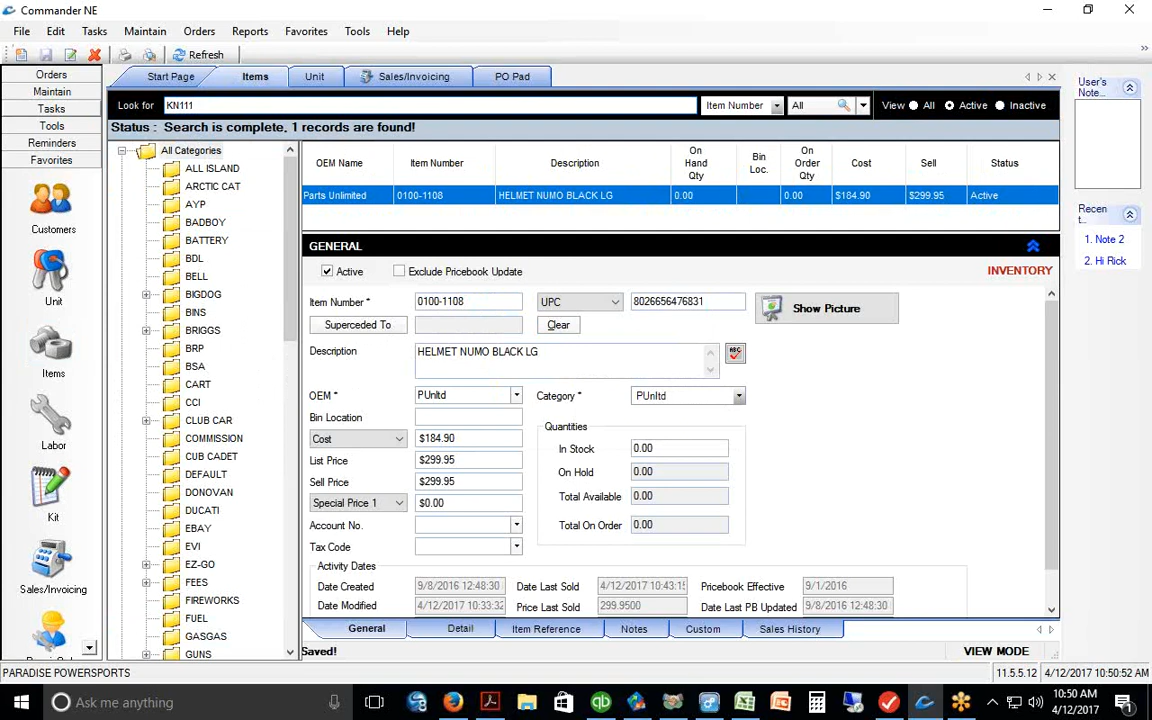 Commander NE
File Edit Tasks Maintain Orders Reports Favorites Tools Help
Refresh
Orders
Maintain
Tasks
Tools
Reminders
Favorites
Customers
Unit
Items
Labor
Kit
Sales/Invoicing
Start Page Items Unit Sales/Invoicing PO Pad
Look for KN111 Item Number All View All Active Inactive
Status : Search is complete, 1 records are found!
All Categories
ALL ISLAND
ARCTIC CAT
AYP
BADBOY
BATTERY
BDL
BELL
BIGDOG
BINS
BRIGGS
BRP
BSA
CART
CCI
CLUB CAR
COMMISSION
CUB CADET
DEFAULT
DONOVAN
DUCATI
EBAY
EVI
EZ-GO
FEES
FIREWORKS
FUEL
GASGAS
GUNS
OEM Name Item Number Description On Hand Qty Bin Loc. On Order Qty Cost Sell Status
Parts Unlimited 0100-1108 HELMET NUMO BLACK LG 0.00 0.00 $184.90 $299.95 Active
GENERAL
Active Exclude Pricebook Update INVENTORY
Item Number * 0100-1108 UPC 8026656476831 Show Picture
Superceded To Clear
Description HELMET NUMO BLACK LG ABC
OEM * PUnltd Category * PUnltd
Bin Location
Cost $184.90
List Price $299.95
Sell Price $299.95
Special Price 1 $0.00
Account No.
Tax Code
Quantities
In Stock 0.00
On Hold 0.00
Total Available 0.00
Total On Order 0.00
Activity Dates
Date Created 9/8/2016 12:48:30 Date Last Sold 4/12/2017 10:43:15 Pricebook Effective 9/1/2016
Date Modified 4/12/2017 10:33:32 Price Last Sold 299.9500 Date Last PB Updated 9/8/2016 12:48:30
General Detail Item Reference Notes Custom Sales History
Saved! VIEW MODE
User's
Note...
Recen
t...
1. Note 2
2. Hi Rick
PARADISE POWERSPORTS 11.5.5.12 4/12/2017 10:50:52 AM
Ask me anything
10:50 AM
4/12/2017
1